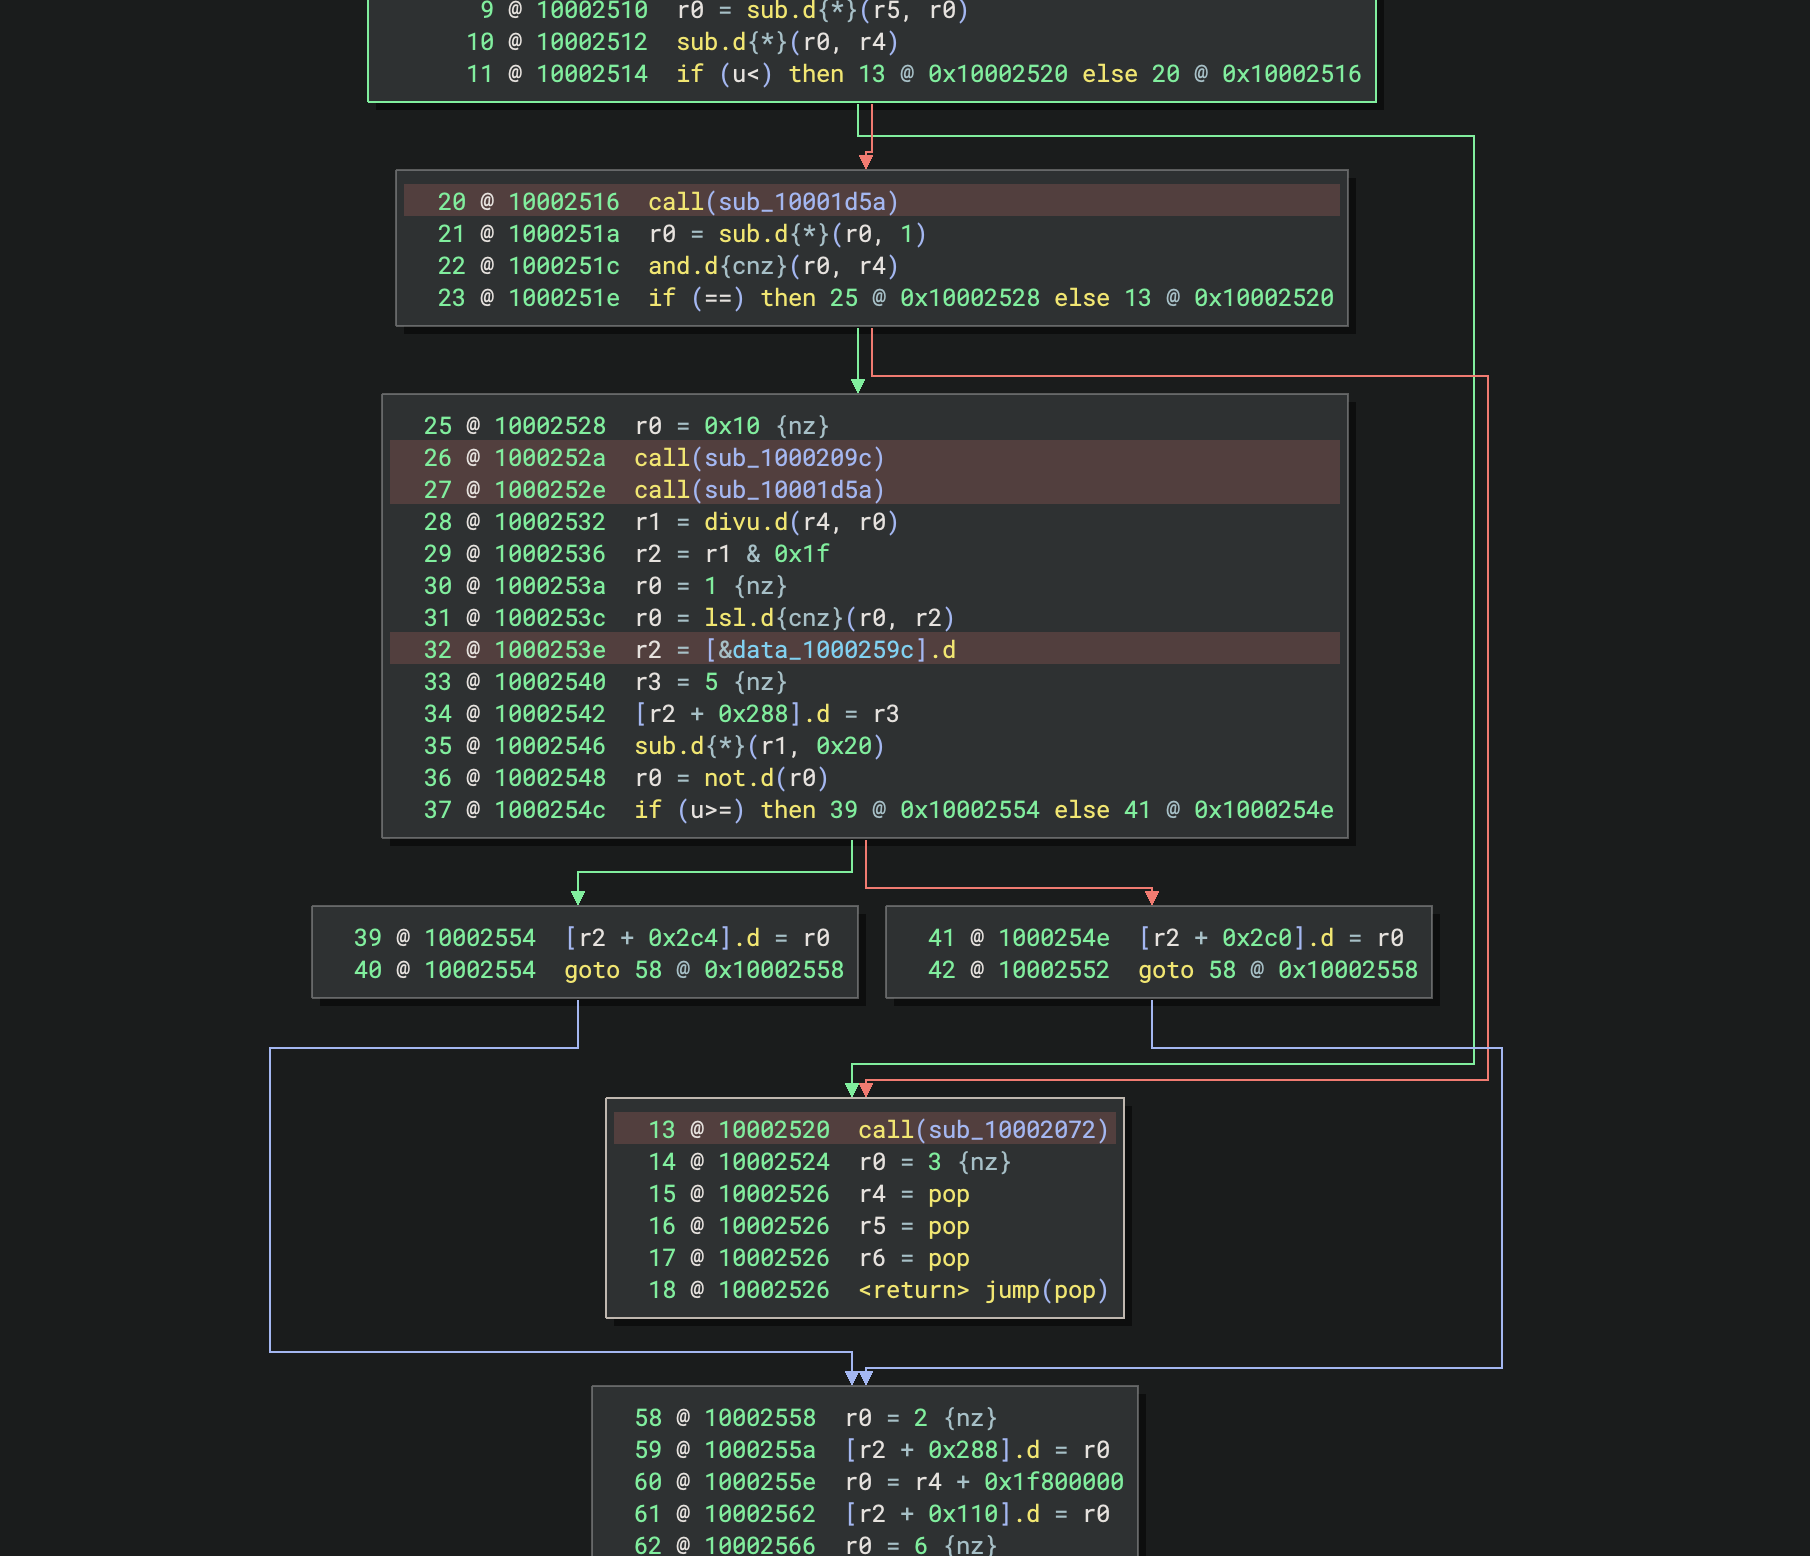 9 @ 10002510  r0 = sub.d{*}(r5, r0)
10 @ 10002512  sub.d{*}(r0, r4)
11 @ 10002514  if (u<) then 13 @ 0x10002520 else 20 @ 0x10002516
20 @ 10002516  call(sub_10001d5a)
21 @ 1000251a  r0 = sub.d{*}(r0, 1)
22 @ 1000251c  and.d{cnz}(r0, r4)
23 @ 1000251e  if (==) then 25 @ 0x10002528 else 13 @ 0x10002520
25 @ 10002528  r0 = 0x10 {nz}
26 @ 1000252a  call(sub_1000209c)
27 @ 1000252e  call(sub_10001d5a)
28 @ 10002532  r1 = divu.d(r4, r0)
29 @ 10002536  r2 = r1 & 0x1f
30 @ 1000253a  r0 = 1 {nz}
31 @ 1000253c  r0 = lsl.d{cnz}(r0, r2)
32 @ 1000253e  r2 = [&data_1000259c].d
33 @ 10002540  r3 = 5 {nz}
34 @ 10002542  [r2 + 0x288].d = r3
35 @ 10002546  sub.d{*}(r1, 0x20)
36 @ 10002548  r0 = not.d(r0)
37 @ 1000254c  if (u>=) then 39 @ 0x10002554 else 41 @ 0x1000254e
39 @ 10002554  [r2 + 0x2c4].d = r0
40 @ 10002554  goto 58 @ 0x10002558
41 @ 1000254e  [r2 + 0x2c0].d = r0
42 @ 10002552  goto 58 @ 0x10002558
13 @ 10002520  call(sub_10002072)
14 @ 10002524  r0 = 3 {nz}
15 @ 10002526  r4 = pop
16 @ 10002526  r5 = pop
17 @ 10002526  r6 = pop
18 @ 10002526  <return> jump(pop)
58 @ 10002558  r0 = 2 {nz}
59 @ 1000255a  [r2 + 0x288].d = r0
60 @ 1000255e  r0 = r4 + 0x1f800000
61 @ 10002562  [r2 + 0x110].d = r0
62 @ 10002566  r0 = 6 {nz}